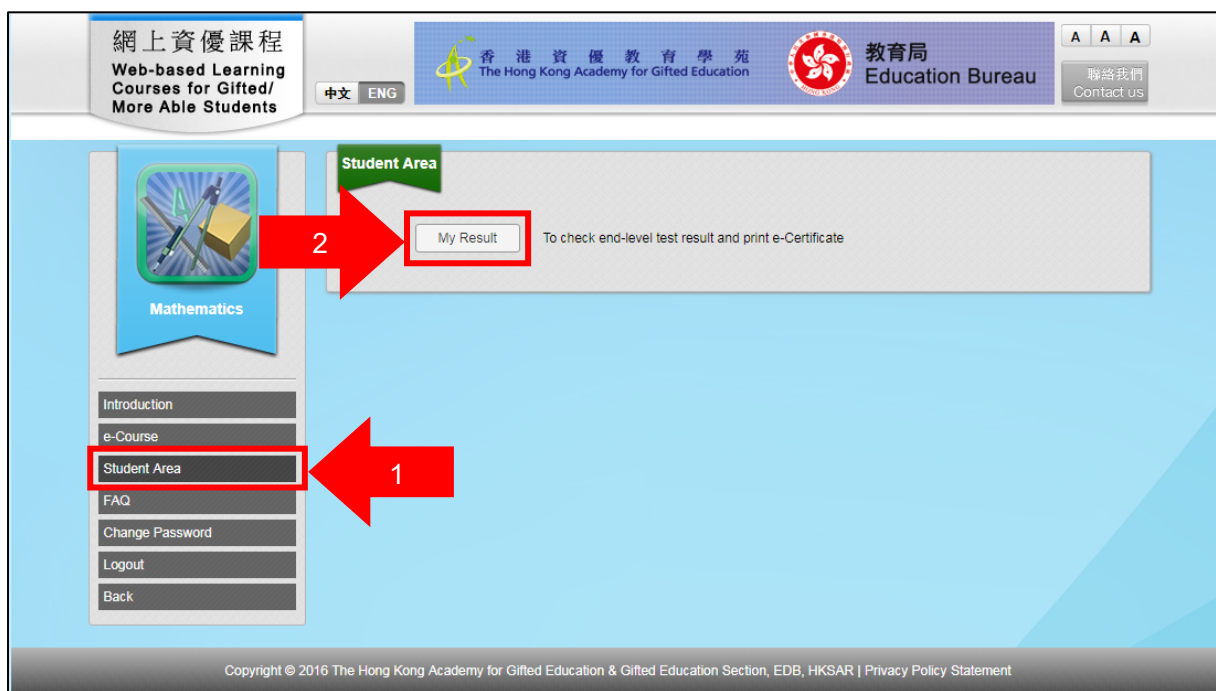 網上資優課程
Web-based Learning
Courses for Gifted/
More Able Students
中文 ENG
香港資優教育學苑
The Hong Kong Academy for Gifted Education
教育局
Education Bureau
A A A
聯絡我們
Contact us
Mathematics
Student Area
2
My Result
To check end-level test result and print e-Certificate
Introduction
e-Course
Student Area
1
FAQ
Change Password
Logout
Back
Copyright © 2016 The Hong Kong Academy for Gifted Education & Gifted Education Section, EDB, HKSAR | Privacy Policy Statement